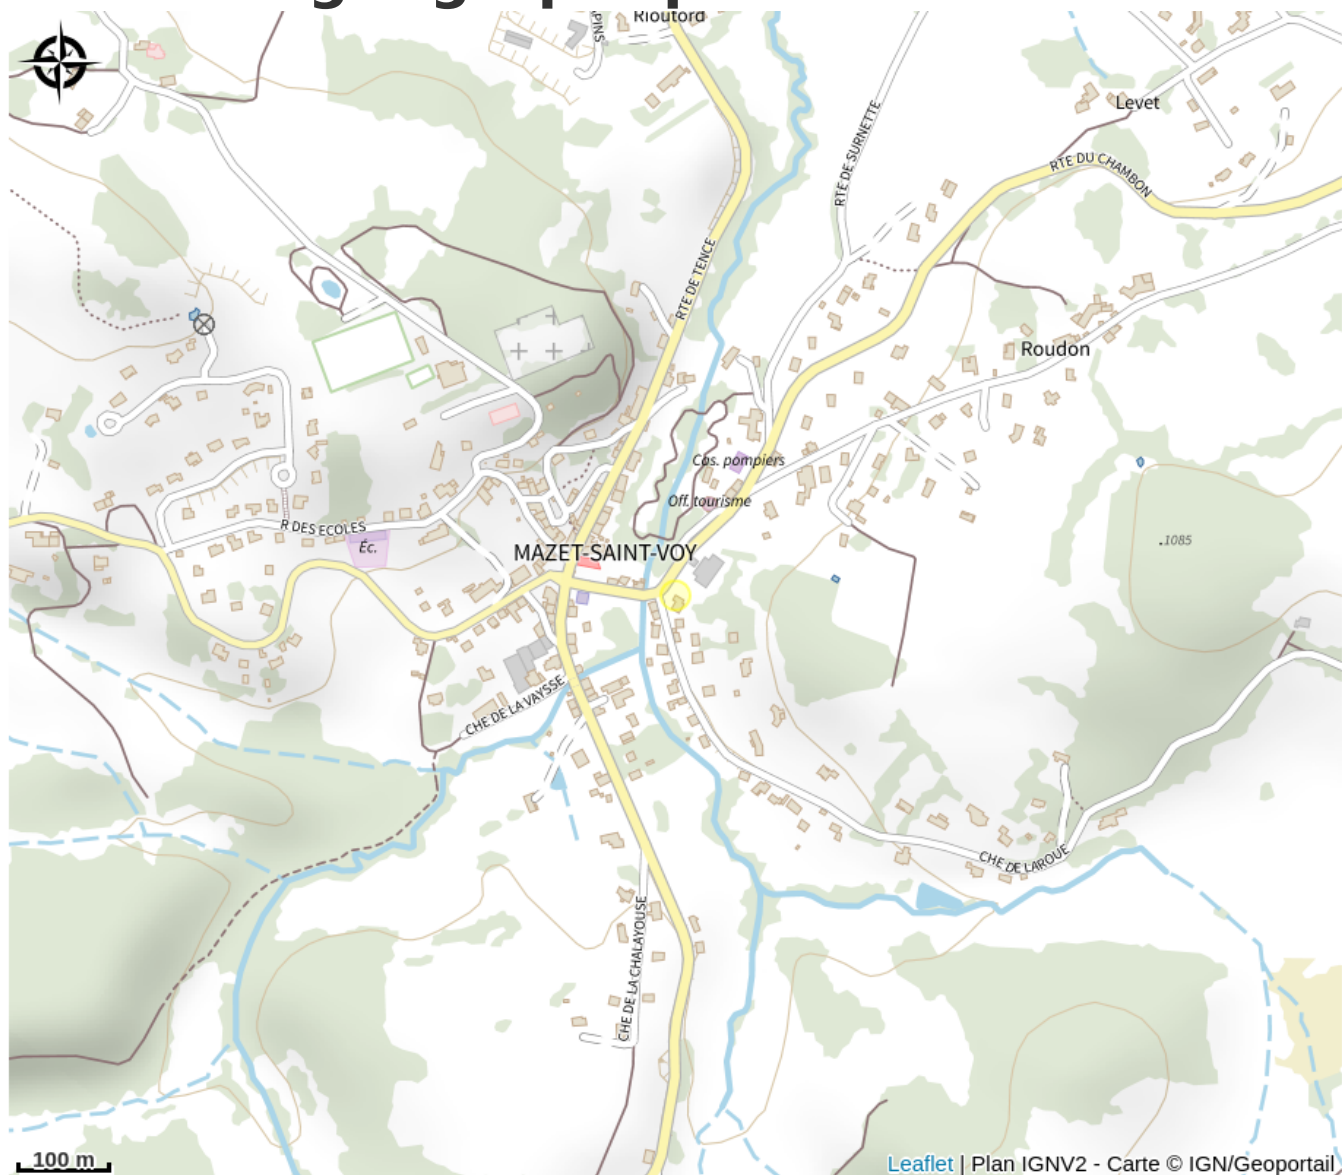 Rioutord
PINS
Levet
RTE DE SURNETTE
RTE DU CHAMBON
RTE DE TENCE
Roudon
Cas. pompiers
Off. tourisme
R DES ECOLES
Éc.
MAZET-SAINT-VOY
.1085
CHE DE LA VAYSSE
CHE DE LAROUE
CHE DE LA CHALAYOUSE
100 m
Leaflet | Plan IGNV2 - Carte © IGN/Geoportail